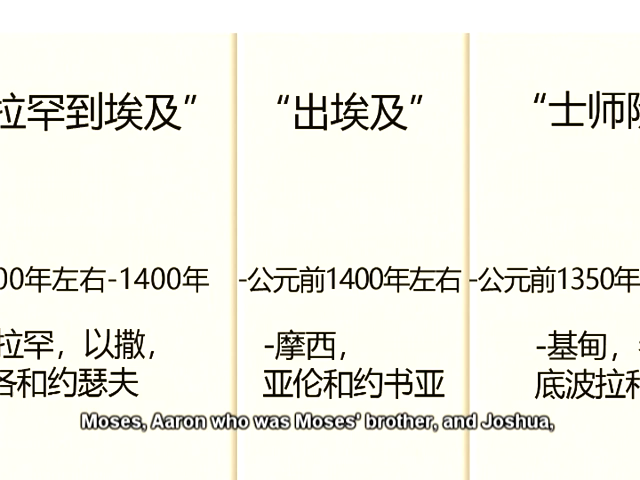 拉罕到埃及”
“出埃及”
“士师
00年左右-1400年
-公元前1400年左右
-公元前1350年
拉罕，以撒，
各和约瑟夫
-摩西，
亚伦和约书亚
-基甸，
底波拉和
Moses, Aaron who was Moses' brother, and Joshua,